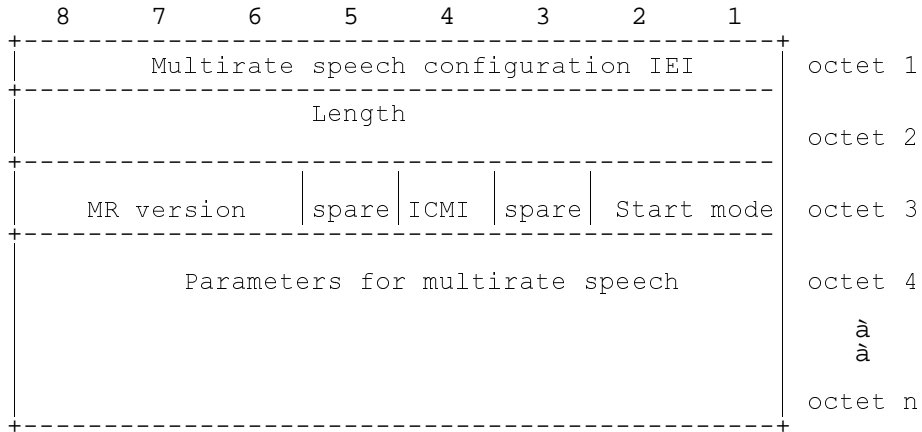 8 7 6 5 4 3 2 1
Multirate speech configuration IEI octet 1
Length
octet 2
MR version spare ICMI spare Start mode octet 3
Parameters for multirate speech octet 4
à
à
octet n